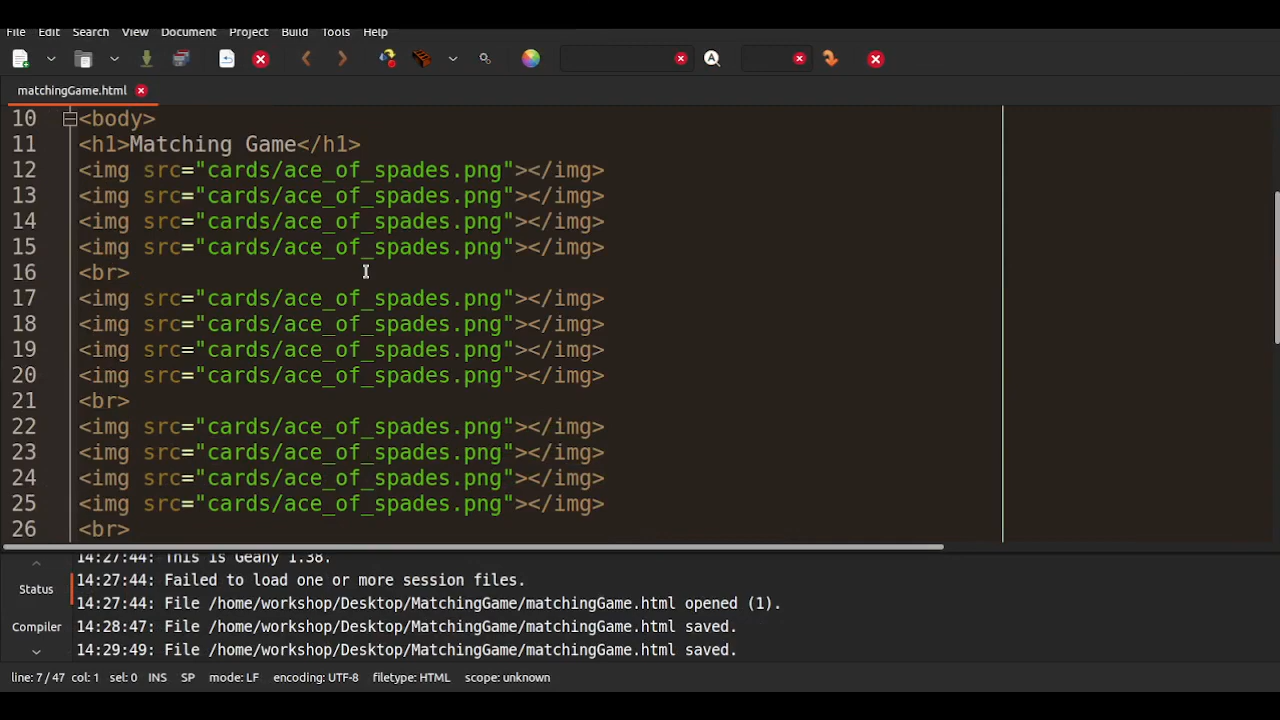 File Edit Search View Document Project Build Tools Help
matchingGame.html
10 <body>
11 <h1>Matching Game</h1>
12 <img src="cards/ace_of_spades.png"></img>
13 <img src="cards/ace_of_spades.png"></img>
14 <img src="cards/ace_of_spades.png"></img>
15 <img src="cards/ace_of_spades.png"></img>
16 <br>
17 <img src="cards/ace_of_spades.png"></img>
18 <img src="cards/ace_of_spades.png"></img>
19 <img src="cards/ace_of_spades.png"></img>
20 <img src="cards/ace_of_spades.png"></img>
21 <br>
22 <img src="cards/ace_of_spades.png"></img>
23 <img src="cards/ace_of_spades.png"></img>
24 <img src="cards/ace_of_spades.png"></img>
25 <img src="cards/ace_of_spades.png"></img>
26 <br>
14:27:44: This is Geany 1.38.
Status 14:27:44: Failed to load one or more session files.
14:27:44: File /home/workshop/Desktop/MatchingGame/matchingGame.html opened (1).
Compiler 14:28:47: File /home/workshop/Desktop/MatchingGame/matchingGame.html saved.
14:29:49: File /home/workshop/Desktop/MatchingGame/matchingGame.html saved.
line: 7 / 47 col: 1 sel: 0 INS SP mode: LF encoding: UTF-8 filetype: HTML scope: unknown